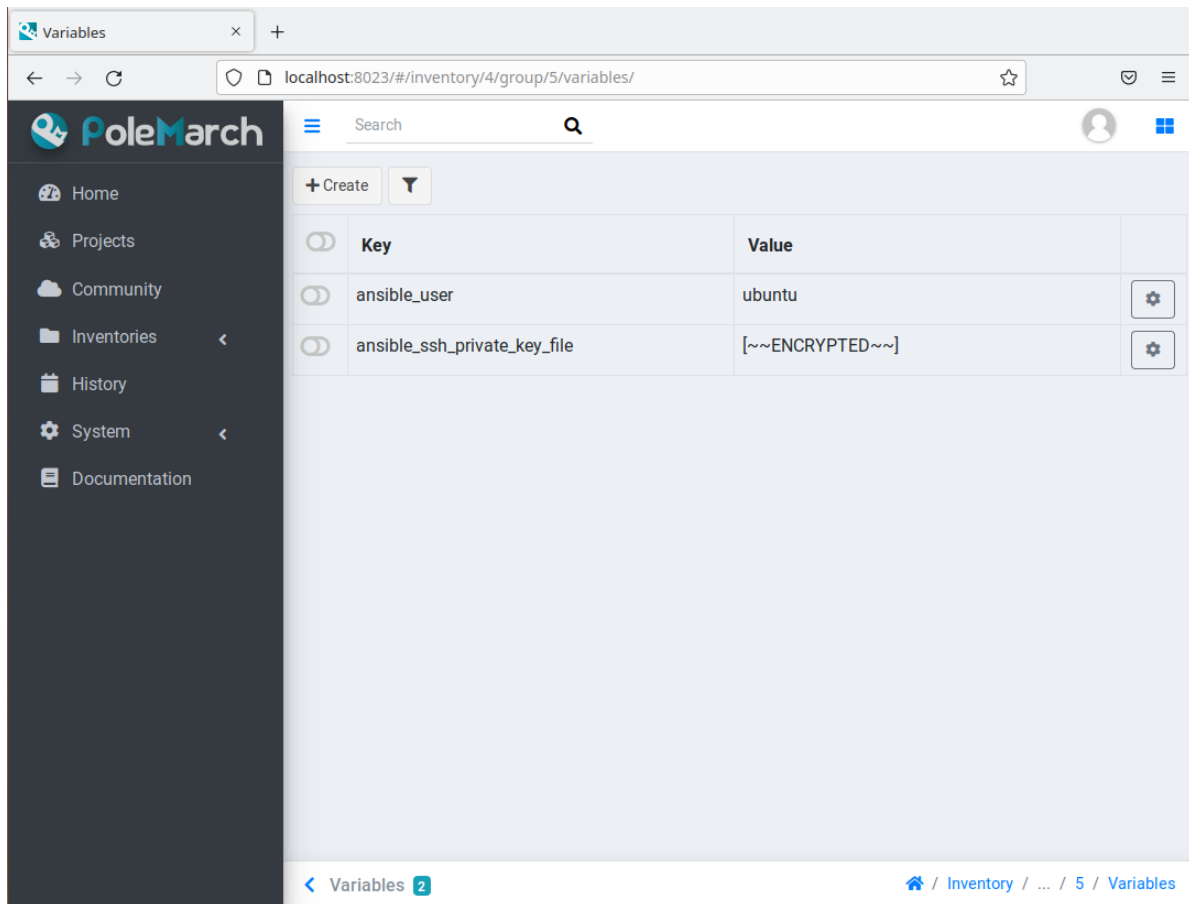 Variables
localhost:8023/#/inventory/4/group/5/variables/
PoleMarch
Search
Home
Projects
Community
Inventories
History
System
Documentation
Create
Key Value
ansible_user ubuntu
ansible_ssh_private_key_file [~~ENCRYPTED~~]
Variables 2
/ Inventory / ... / 5 / Variables